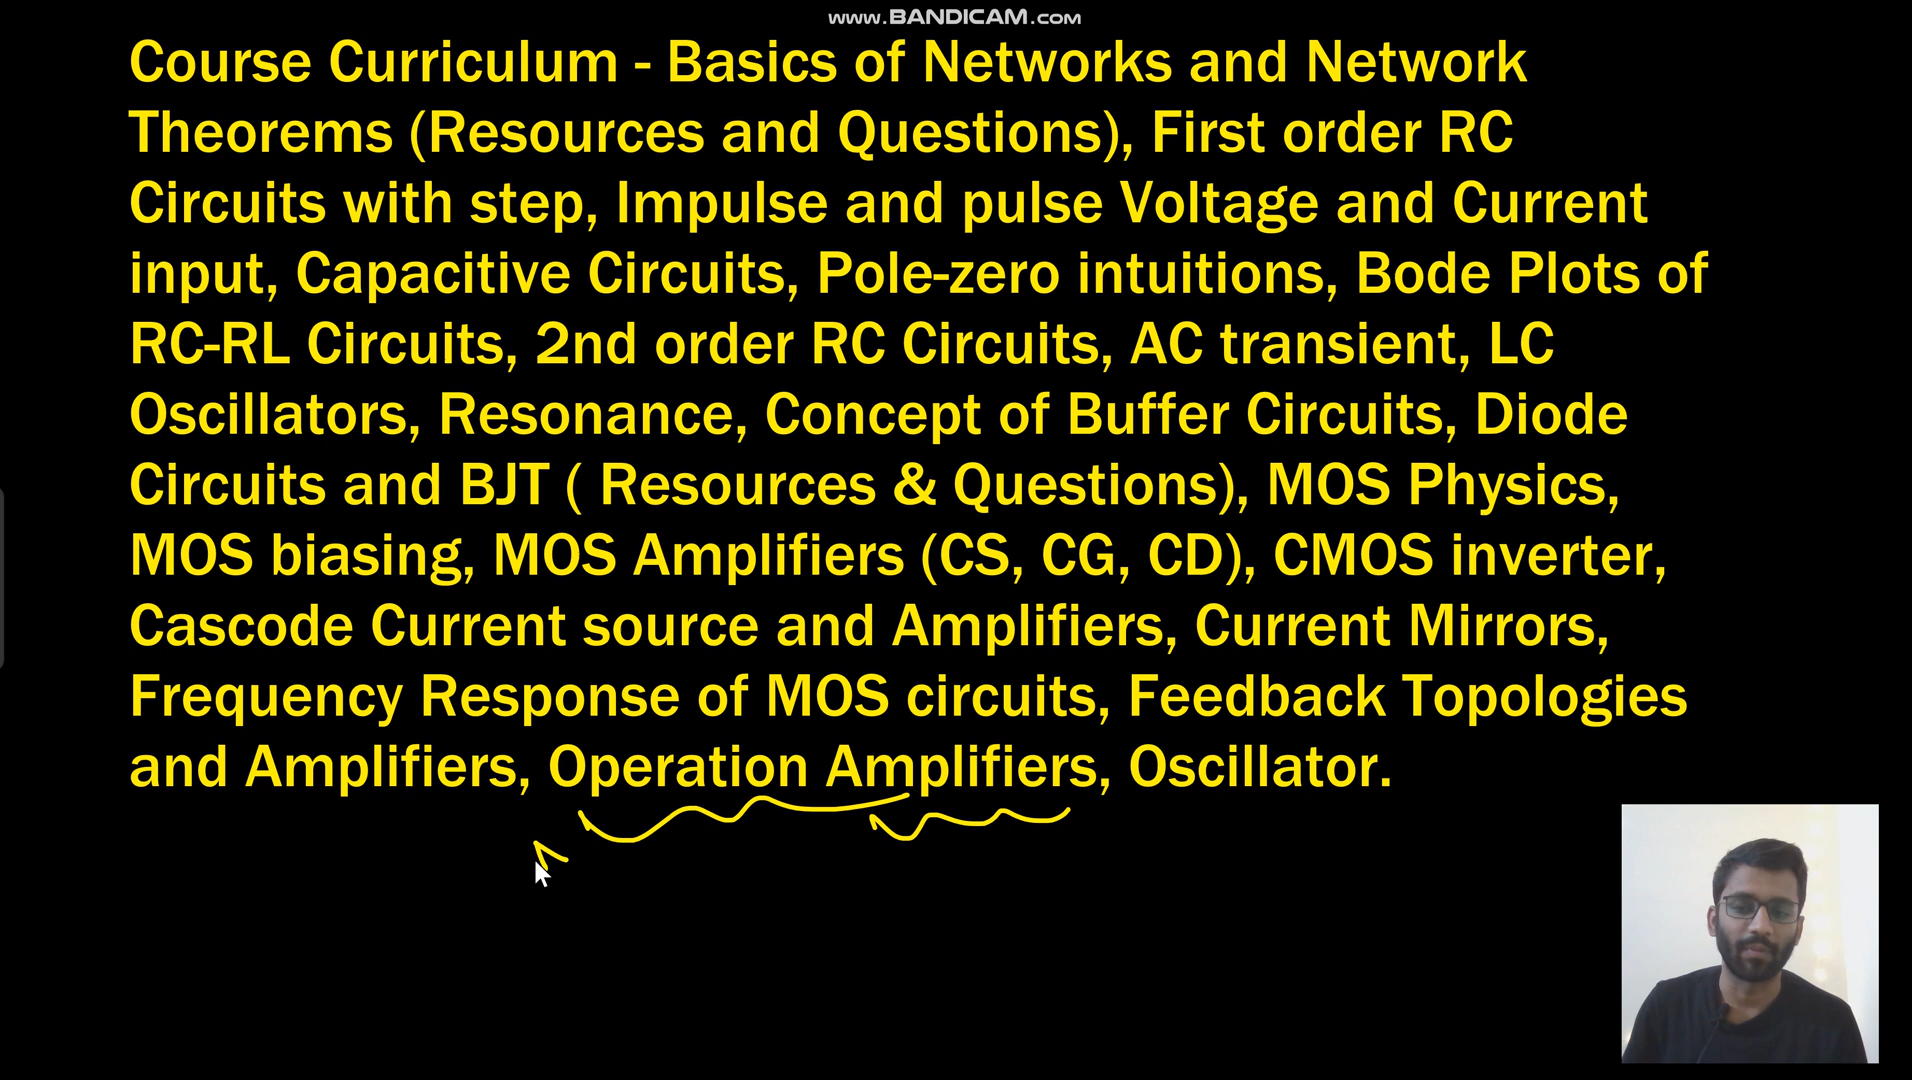 www.BANDICAM.com
Course Curriculum - Basics of Networks and Network
Theorems (Resources and Questions), First order RC
Circuits with step, Impulse and pulse Voltage and Current
input, Capacitive Circuits, Pole-zero intuitions, Bode Plots of
RC-RL Circuits, 2nd order RC Circuits, AC transient, LC
Oscillators, Resonance, Concept of Buffer Circuits, Diode
Circuits and BJT ( Resources & Questions), MOS Physics,
MOS biasing, MOS Amplifiers (CS, CG, CD), CMOS inverter,
Cascode Current source and Amplifiers, Current Mirrors,
Frequency Response of MOS circuits, Feedback Topologies
and Amplifiers, Operation Amplifiers, Oscillator.